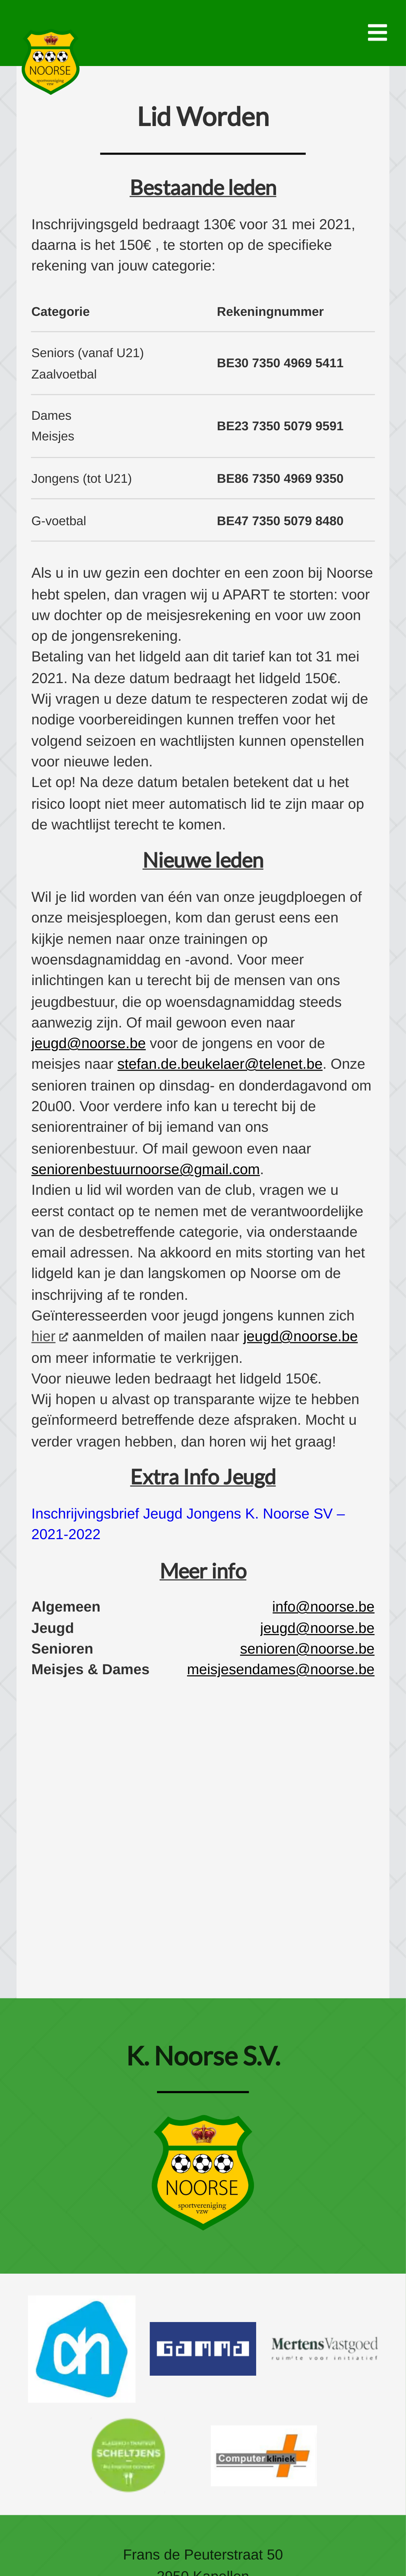 NOORSE
sportvereniging
vzw
Lid Worden
Bestaande leden
Inschrijvingsgeld bedraagt 130€ voor 31 mei 2021,
daarna is het 150€ , te storten op de specifieke
rekening van jouw categorie:
Categorie Rekeningnummer
Seniors (vanaf U21)
Zaalvoetbal
BE30 7350 4969 5411
Dames
Meisjes
BE23 7350 5079 9591
Jongens (tot U21) BE86 7350 4969 9350
G-voetbal BE47 7350 5079 8480
Als u in uw gezin een dochter en een zoon bij Noorse
hebt spelen, dan vragen wij u APART te storten: voor
uw dochter op de meisjesrekening en voor uw zoon
op de jongensrekening.
Betaling van het lidgeld aan dit tarief kan tot 31 mei
2021. Na deze datum bedraagt het lidgeld 150€.
Wij vragen u deze datum te respecteren zodat wij de
nodige voorbereidingen kunnen treffen voor het
volgend seizoen en wachtlijsten kunnen openstellen
voor nieuwe leden.
Let op! Na deze datum betalen betekent dat u het
risico loopt niet meer automatisch lid te zijn maar op
de wachtlijst terecht te komen.
Nieuwe leden
Wil je lid worden van één van onze jeugdploegen of
onze meisjesploegen, kom dan gerust eens een
kijkje nemen naar onze trainingen op
woensdagnamiddag en -avond. Voor meer
inlichtingen kan u terecht bij de mensen van ons
jeugdbestuur, die op woensdagnamiddag steeds
aanwezig zijn. Of mail gewoon even naar
jeugd@noorse.be voor de jongens en voor de
meisjes naar stefan.de.beukelaer@telenet.be. Onze
senioren trainen op dinsdag- en donderdagavond om
20u00. Voor verdere info kan u terecht bij de
seniorentrainer of bij iemand van ons
seniorenbestuur. Of mail gewoon even naar
seniorenbestuurnoorse@gmail.com.
Indien u lid wil worden van de club, vragen we u
eerst contact op te nemen met de verantwoordelijke
van de desbetreffende categorie, via onderstaande
email adressen. Na akkoord en mits storting van het
lidgeld kan je dan langskomen op Noorse om de
inschrijving af te ronden.
Geïnteresseerden voor jeugd jongens kunnen zich
hier aanmelden of mailen naar jeugd@noorse.be
om meer informatie te verkrijgen.
Voor nieuwe leden bedraagt het lidgeld 150€.
Wij hopen u alvast op transparante wijze te hebben
geïnformeerd betreffende deze afspraken. Mocht u
verder vragen hebben, dan horen wij het graag!
Extra Info Jeugd
Inschrijvingsbrief Jeugd Jongens K. Noorse SV –
2021-2022
Meer info
Algemeen info@noorse.be
Jeugd jeugd@noorse.be
Senioren senioren@noorse.be
Meisjes & Dames meisjesendames@noorse.be
K. Noorse S.V.
NOORSE
sportvereniging
vzw
GAMMA
MertensVastgoed
ruimte voor initiatief
SCHELTJENS
Computerkliniek
Frans de Peuterstraat 50
2950 Kapellen